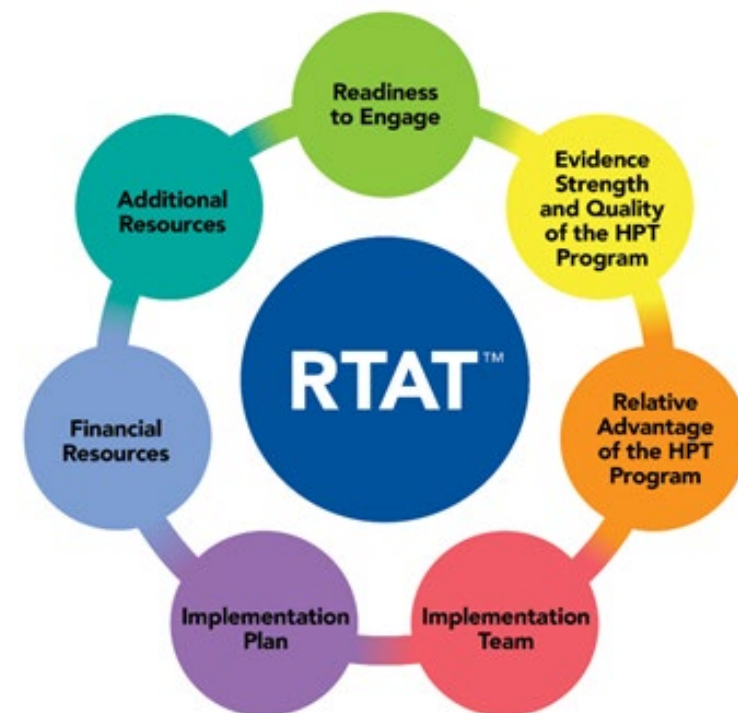 Readiness
to Engage
Evidence
Strength
and Quality
of the HPT
Program
Relative
Advantage
of the HPT
Program
Implementation
Team
Implementation
Plan
Financial
Resources
Additional
Resources
RTAT™